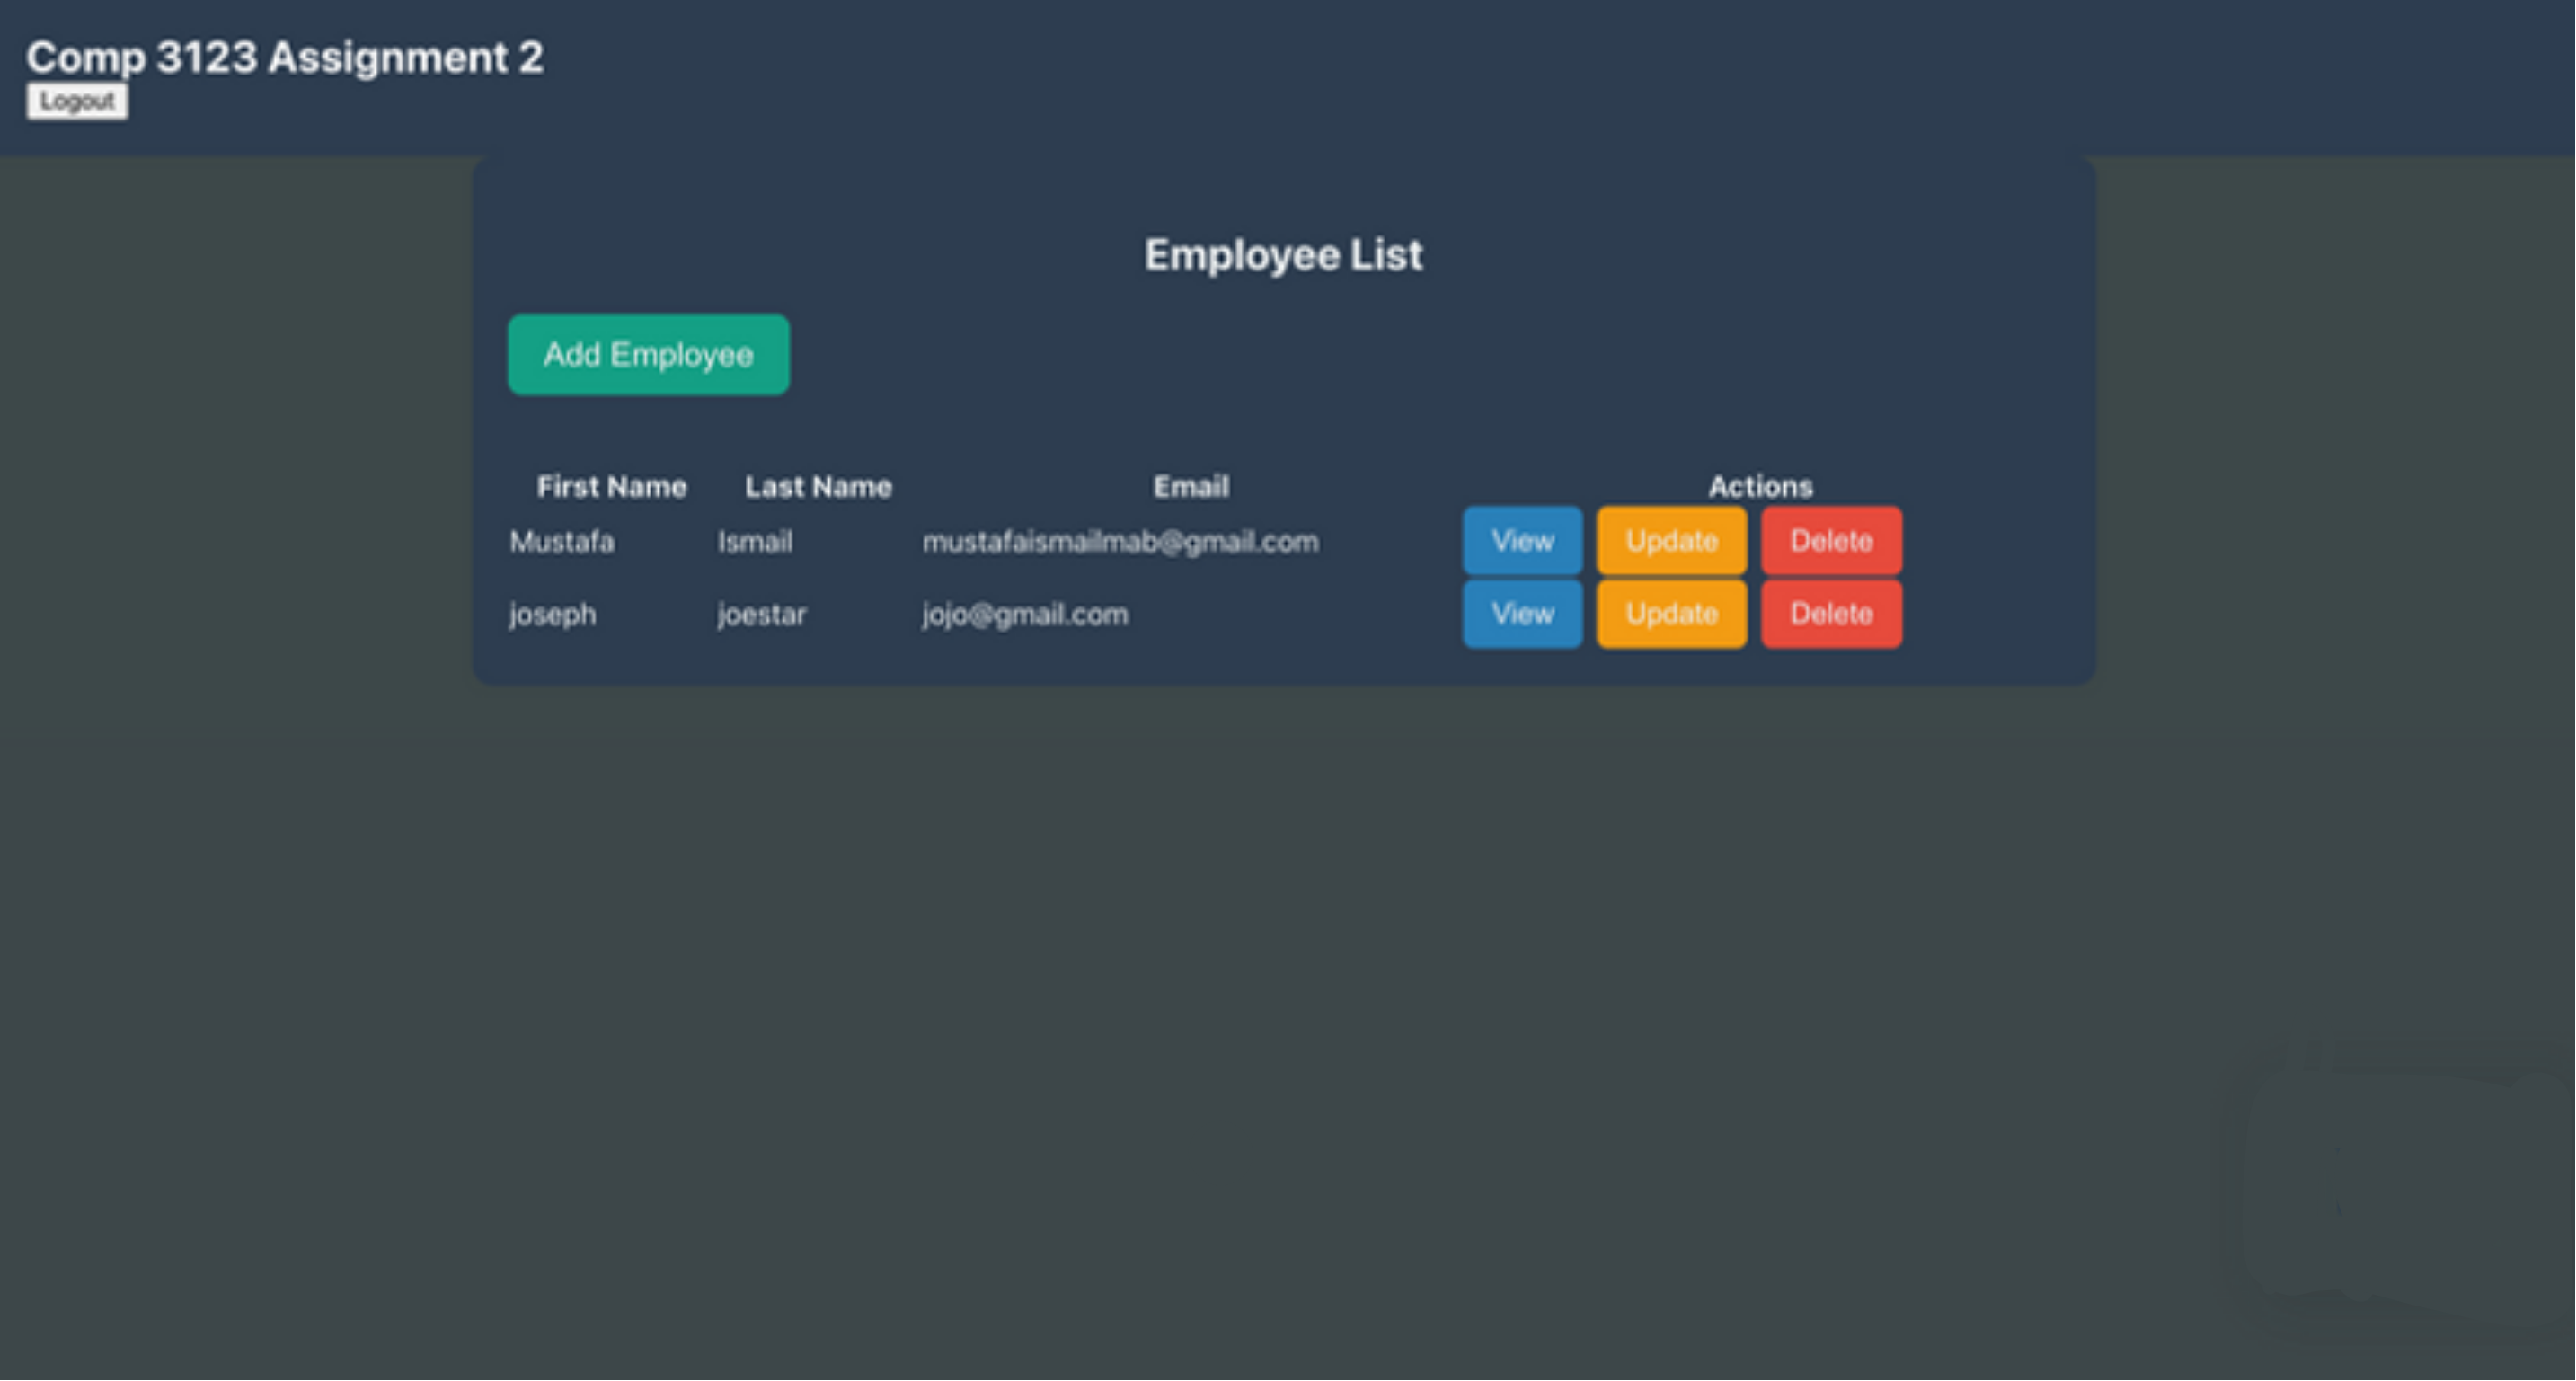 Comp 3123 Assignment 2
Logout
Employee List
Add Employee
First Name Last Name Email Actions
Mustafa Ismail mustafaismailmab@gmail.com View Update Delete
joseph joestar jojo@gmail.com View Update Delete